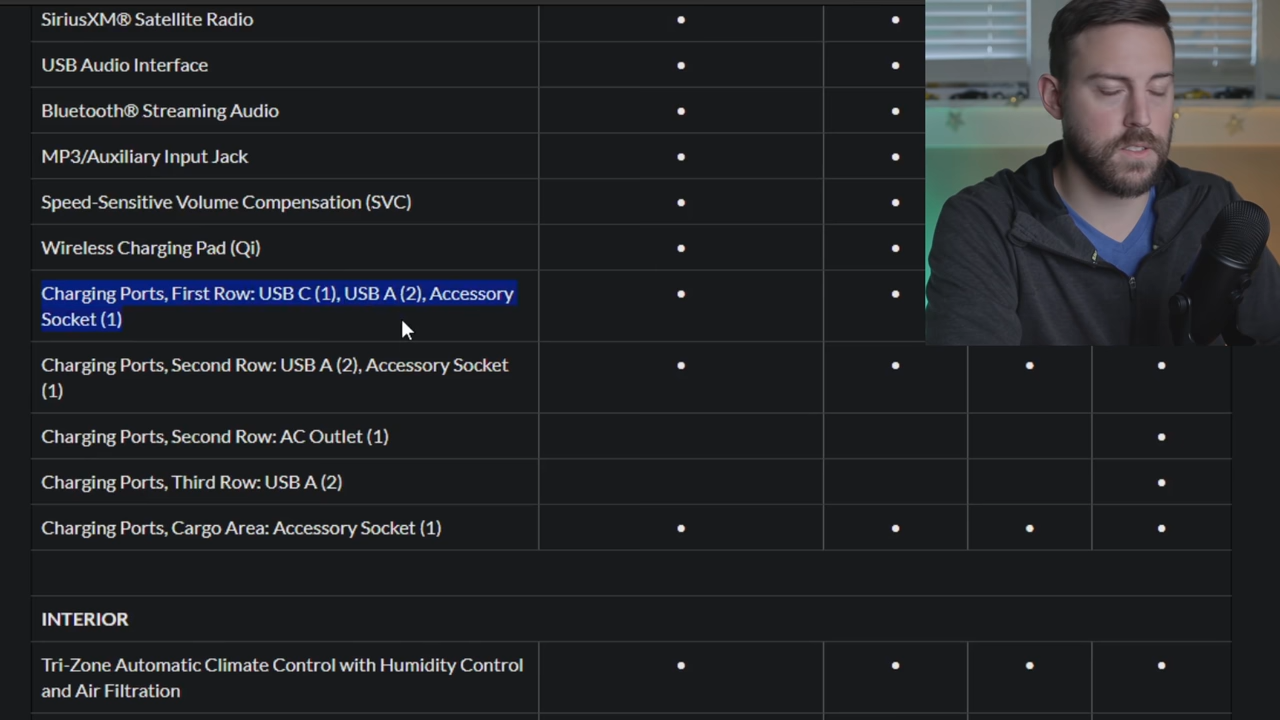 SiriusXM® Satellite Radio
USB Audio Interface
Bluetooth® Streaming Audio
MP3/Auxiliary Input Jack
Speed-Sensitive Volume Compensation (SVC)
Wireless Charging Pad (Qi)
Charging Ports, First Row: USB C (1), USB A (2), Accessory
Socket (1)
Charging Ports, Second Row: USB A (2), Accessory Socket
(1)
Charging Ports, Second Row: AC Outlet (1)
Charging Ports, Third Row: USB A (2)
Charging Ports, Cargo Area: Accessory Socket (1)
INTERIOR
Tri-Zone Automatic Climate Control with Humidity Control
and Air Filtration